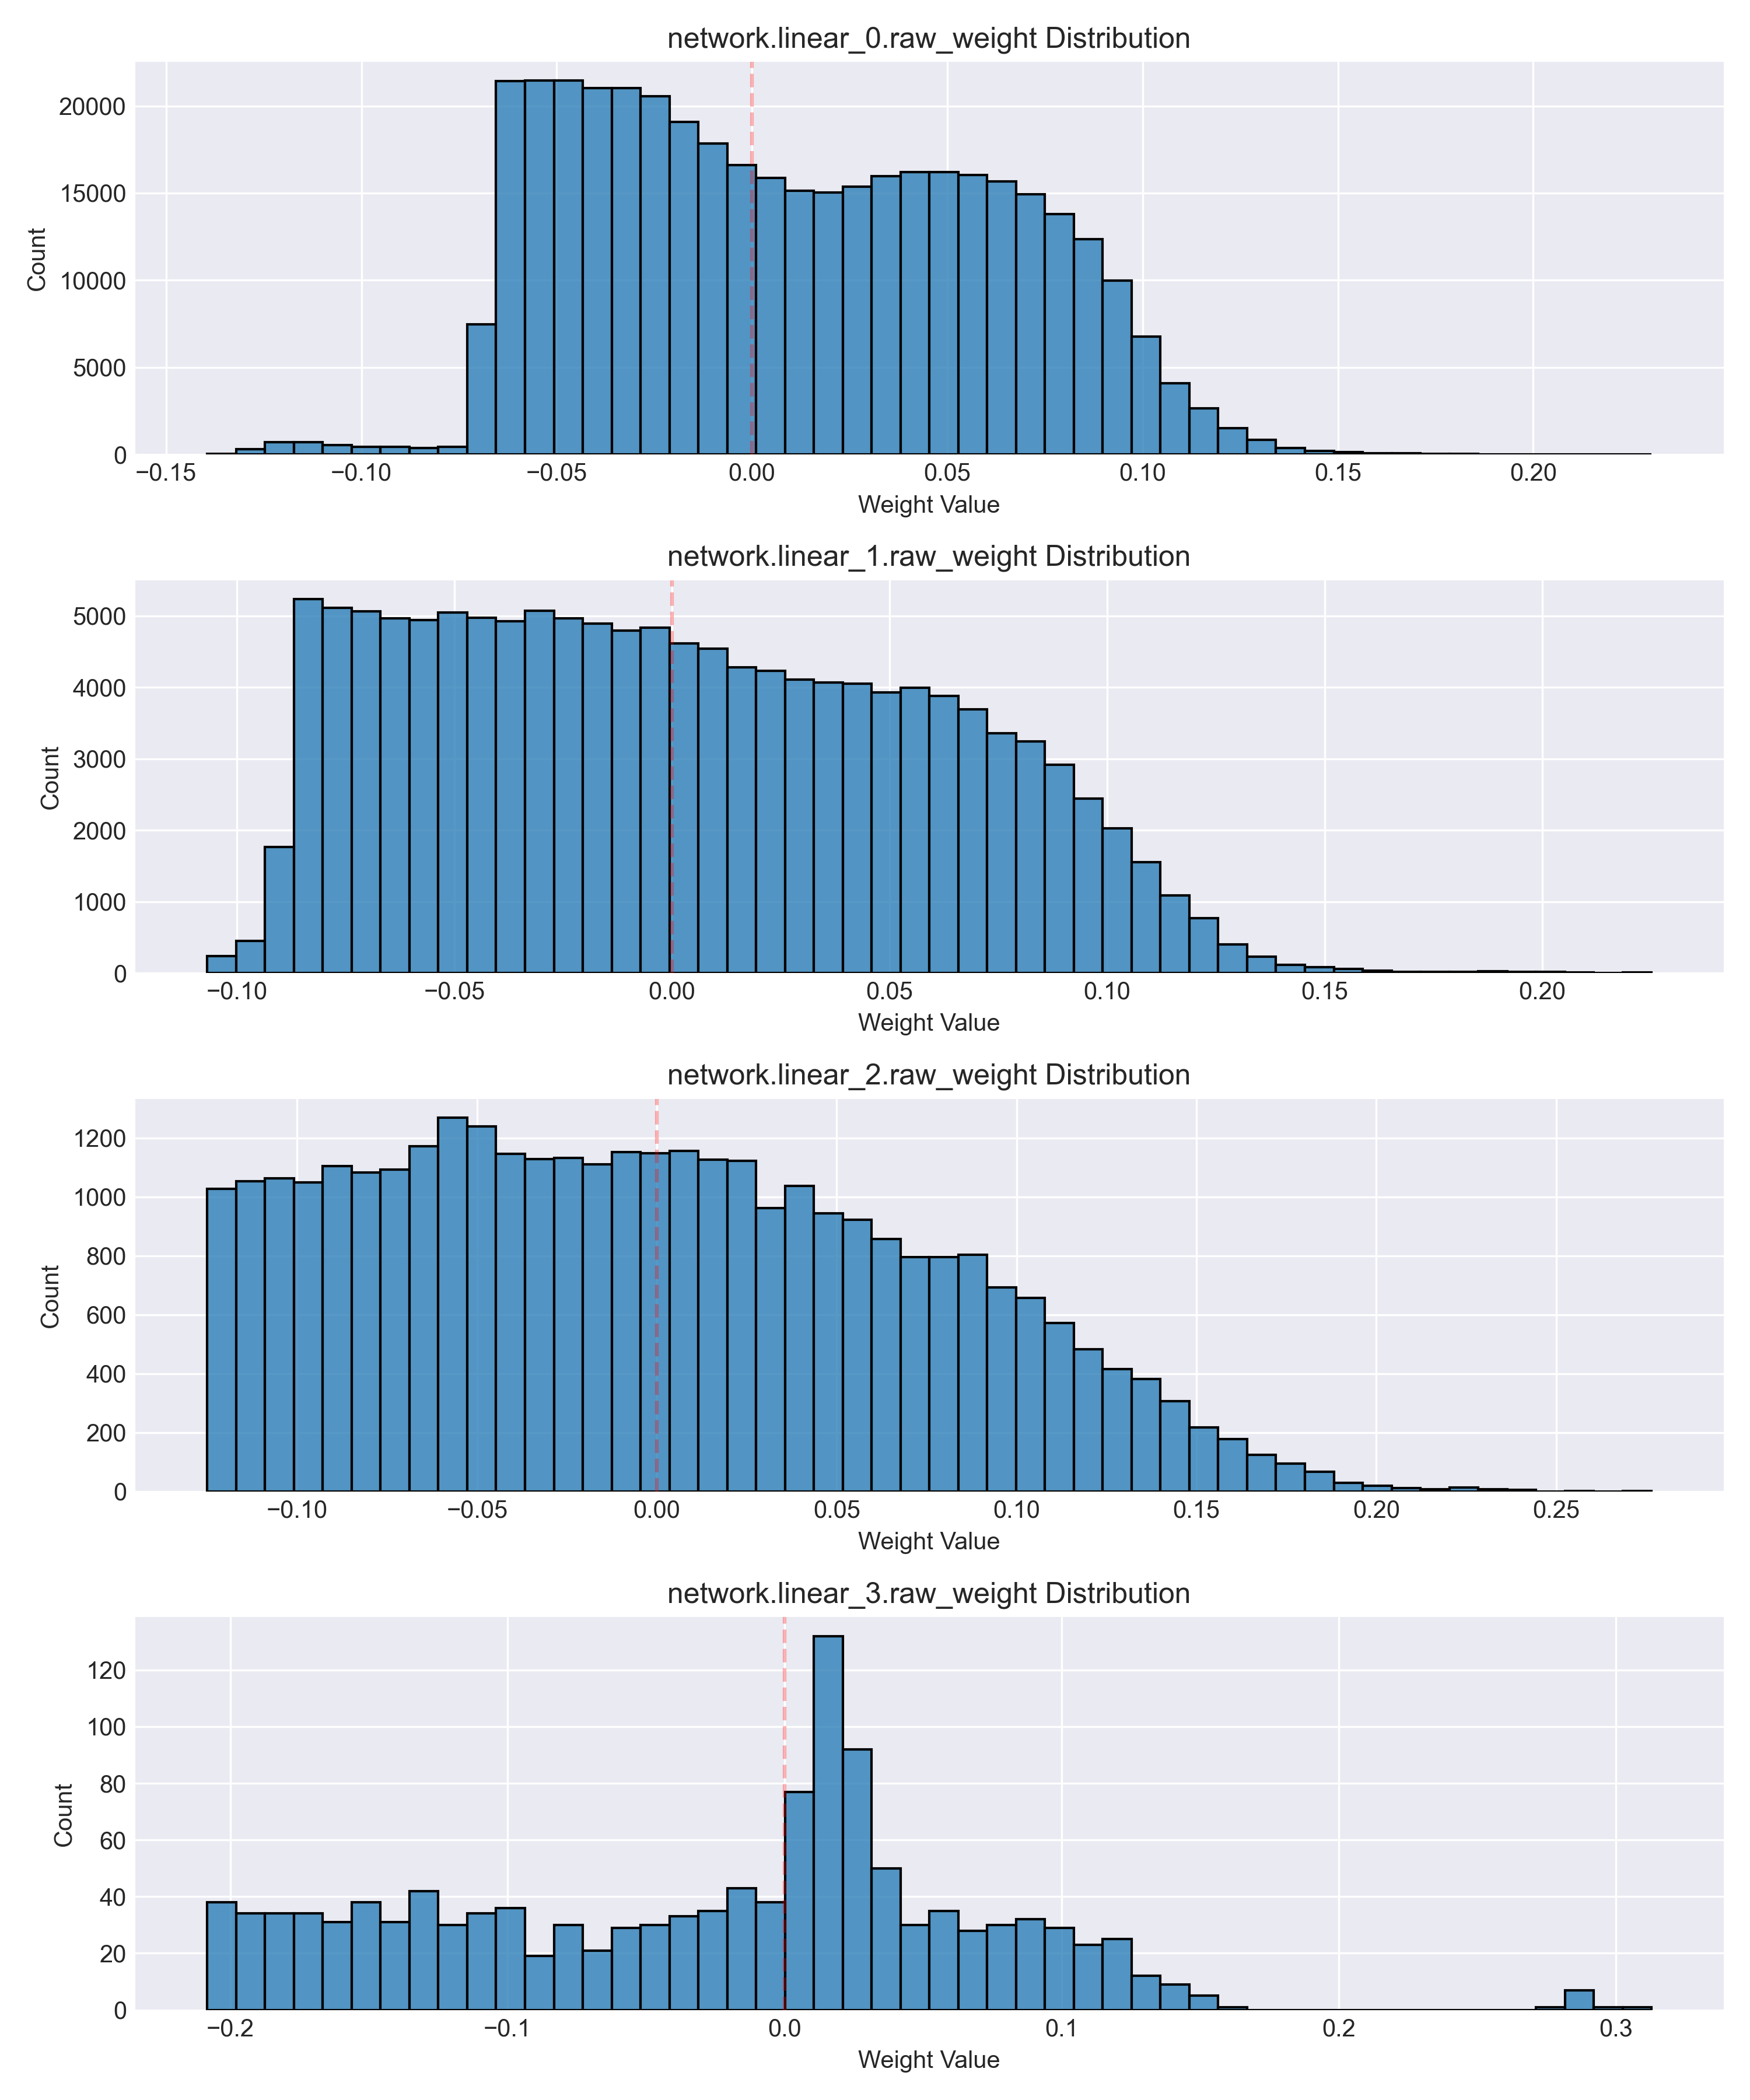 network.linear_0.raw_weight Distribution
20000
15000
10000
5000
0
Count
−0.15 −0.10 −0.05 0.00 0.05 0.10 0.15 0.20
Weight Value
network.linear_1.raw_weight Distribution
5000
4000
3000
2000
1000
0
Count
−0.10 −0.05 0.00 0.05 0.10 0.15 0.20
Weight Value
network.linear_2.raw_weight Distribution
1200
1000
800
600
400
200
0
Count
−0.10 −0.05 0.00 0.05 0.10 0.15 0.20 0.25
Weight Value
network.linear_3.raw_weight Distribution
120
100
80
60
40
20
0
Count
−0.2 −0.1 0.0 0.1 0.2 0.3
Weight Value